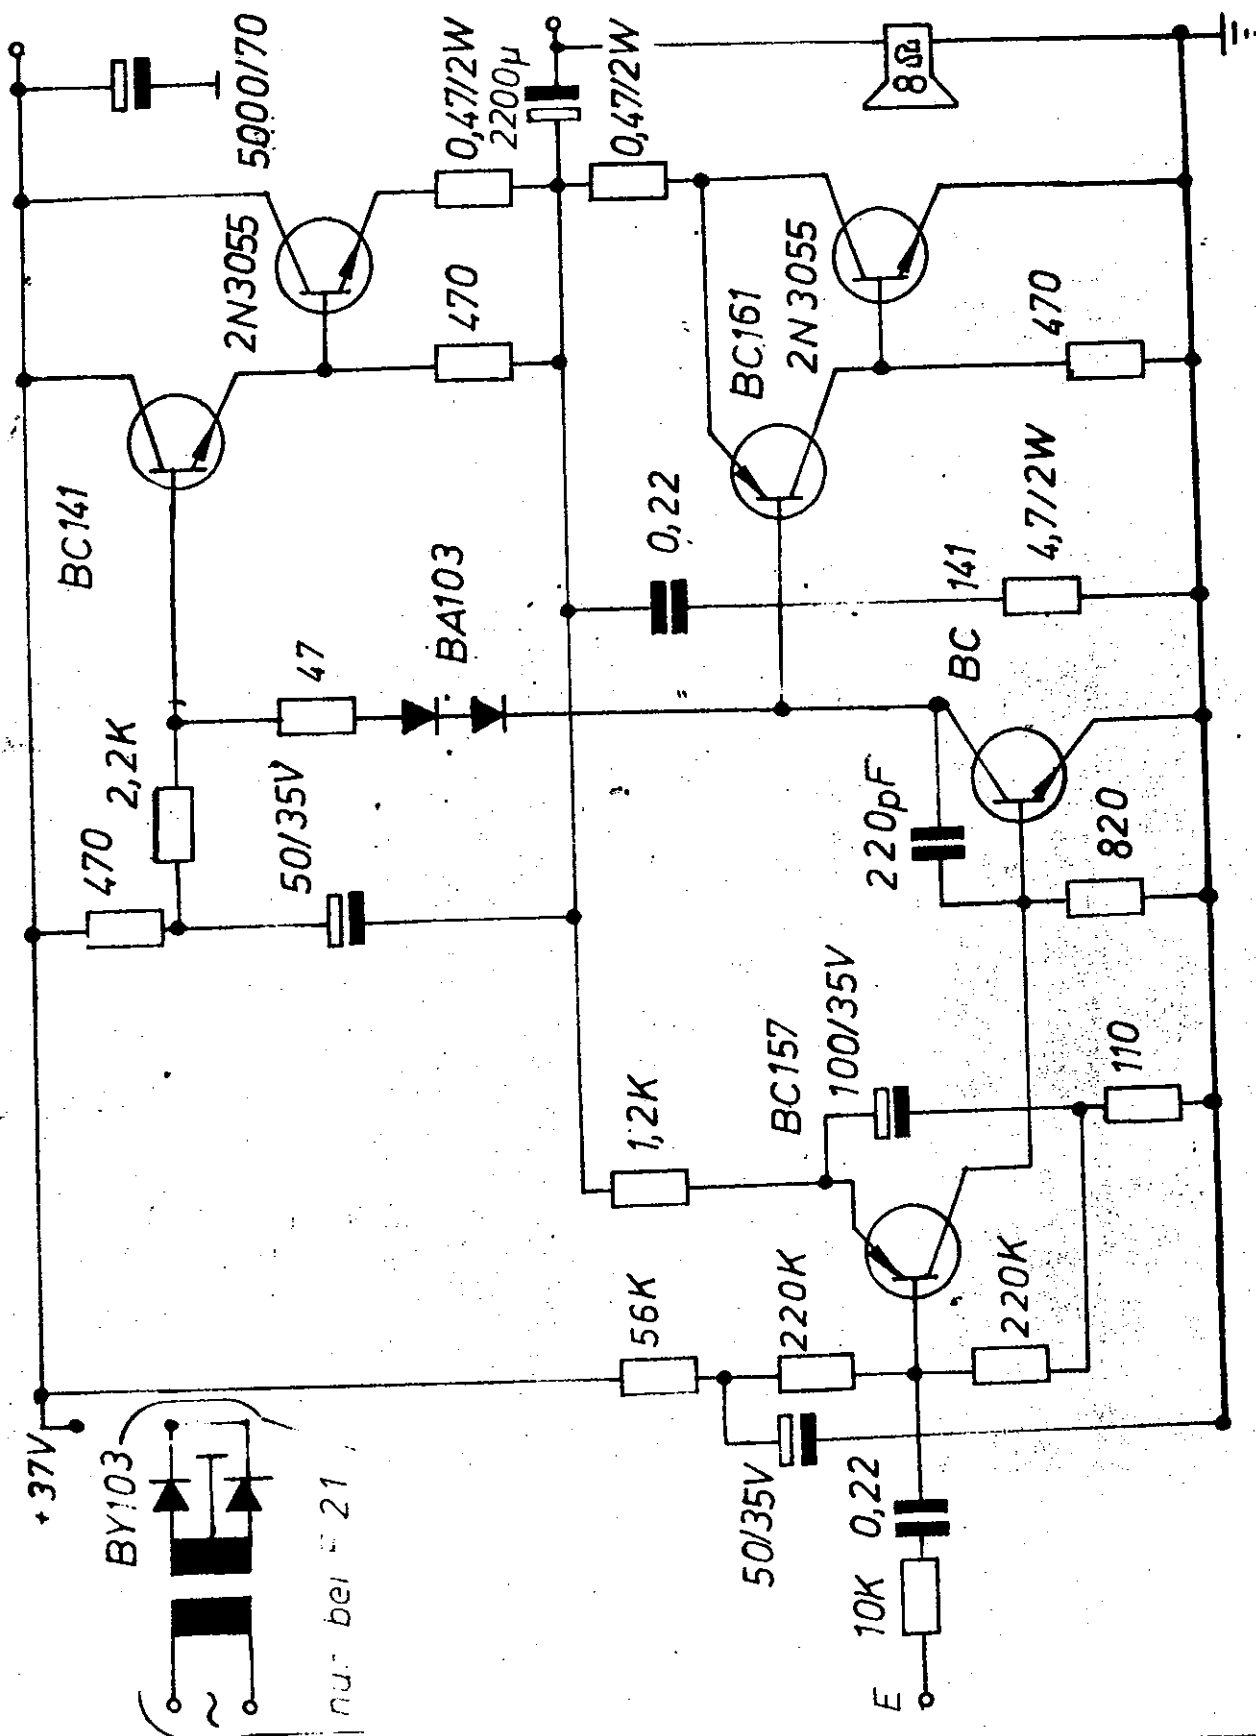 +37V
BY103
~
bei
21
470
2,2K
50/35V
47
BA103
BC141
2N3055
470
5000/70
0,47/2W
2200µ
0,47/2W
8Ω
2N3055
BC161
470
0,22
4,7/2W
BC
141
220pF
820
1,2K
BC157
100/35V
110
56K
220K
220K
50/35V
0,22
10K
E